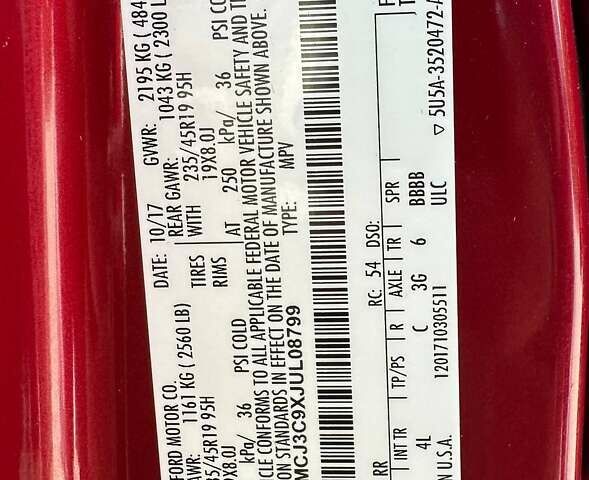 FORD MOTOR CO. DATE: 10/17 GVWR: 2195 KG ( 484
1161 KG ( 2560 LB) REAR GAWR: 1043 KG ( 2300 L
35/45R19 95H TIRES WITH 235/45R19 95H
9X8.0J RIMS 19X8.0J
kPa/ 36 PSI COLD AT 250 kPa/ 36 PSI CO
ICLE CONFORMS TO ALL APPLICABLE FEDERAL MOTOR VEHICLE SAFETY AND T
ION STANDARDS IN EFFECT ON THE DATE OF MANUFACTURE SHOWN ABOVE.
MCJ3C9XJUL08799 TYPE: MPV
RC: 54 DSO:
RR INT TR TP/PS R AXLE TR SPR
4L C 3G 6 BBBB
N U.S.A. 1201710305511 ULC ▽ 5U5A-3520472-